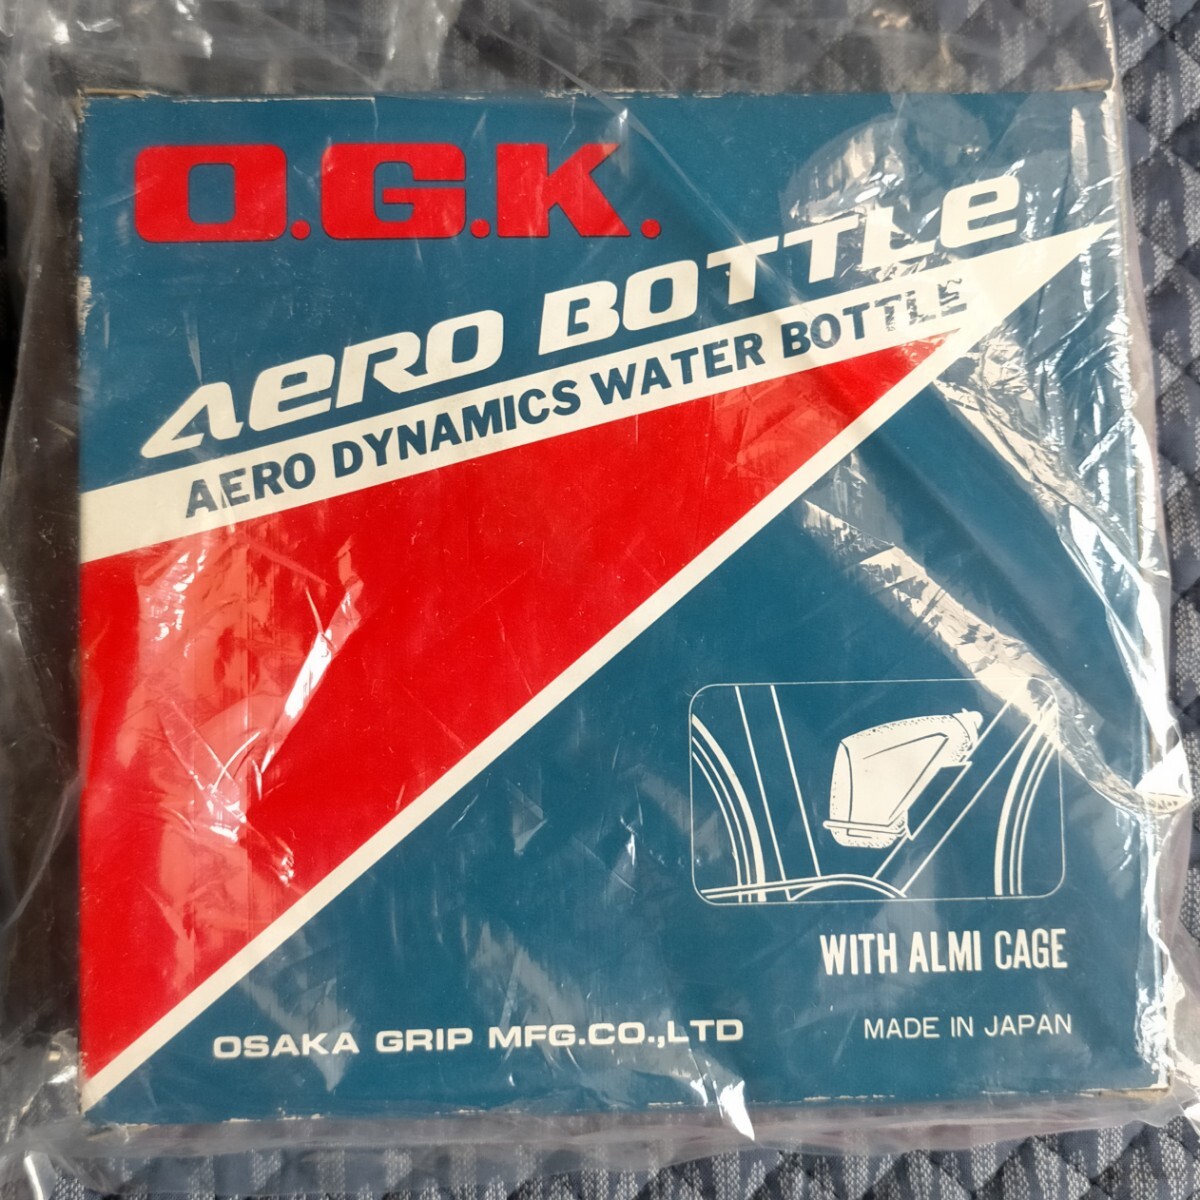 O.G.K.
AERO BOTTLE
AERO DYNAMICS WATER BOTTLE
WITH ALMI CAGE
OSAKA GRIP MFG.CO.,LTD
MADE IN JAPAN